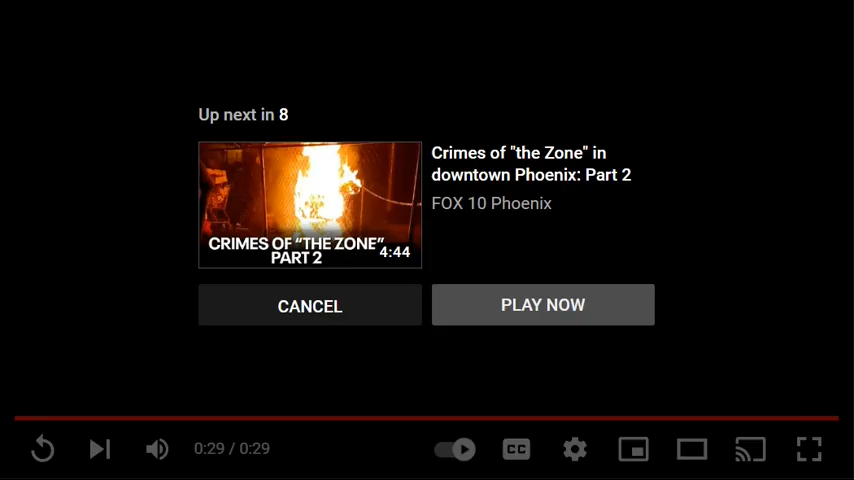 Up next in 8
Crimes of "the Zone" in
downtown Phoenix: Part 2
FOX 10 Phoenix
CRIMES OF “THE ZONE”
PART 2
4:44
CANCEL
PLAY NOW
0:29 / 0:29
CC